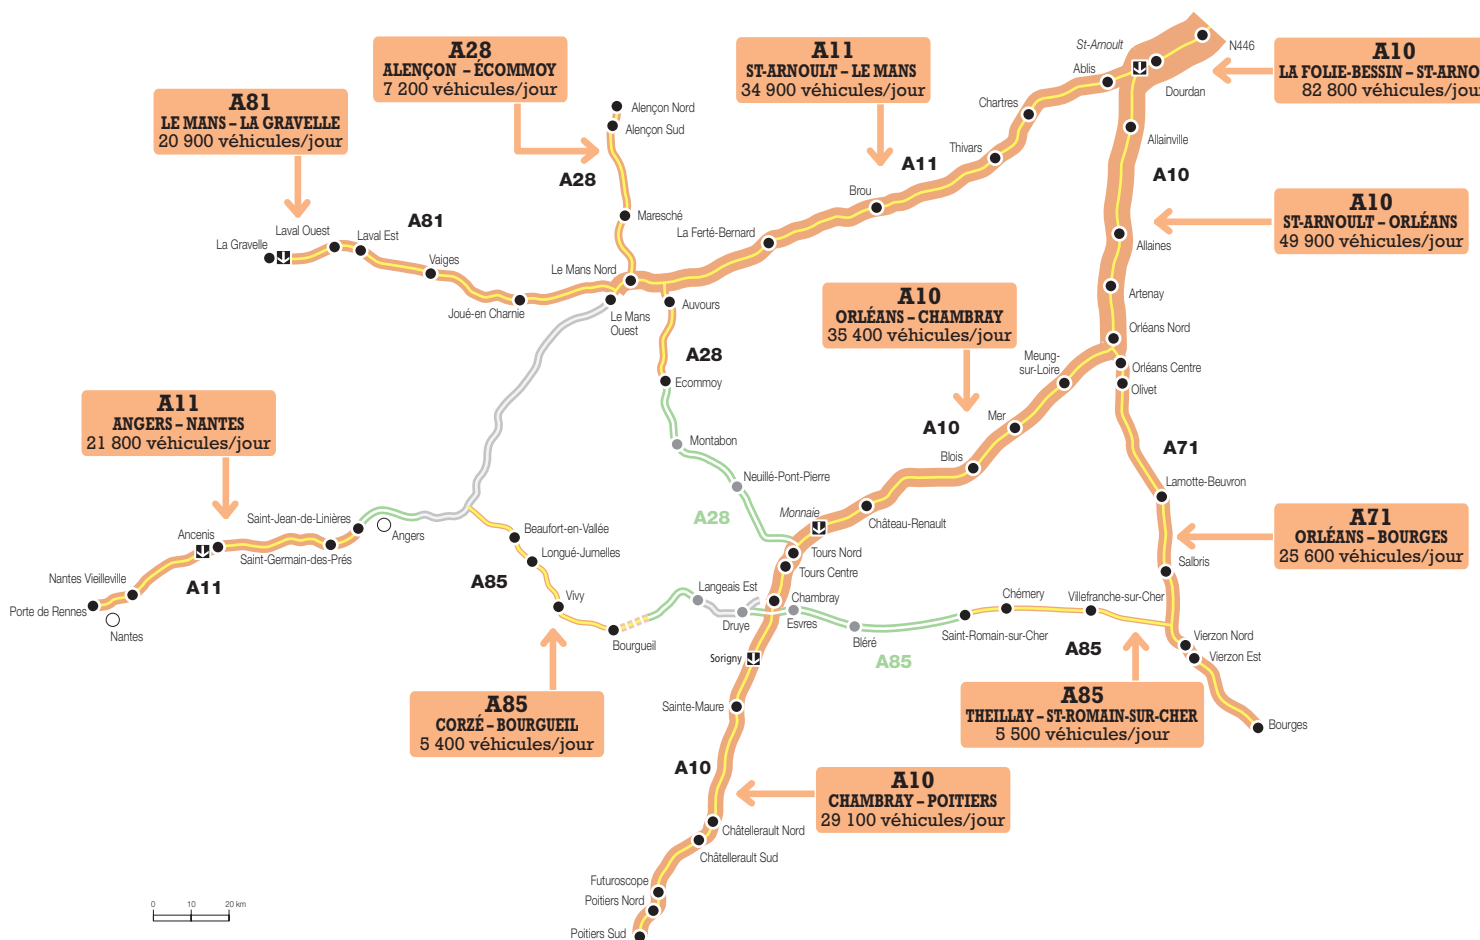 A28
ALENÇON – ÉCOMMOY
7 200 véhicules/jour
A11
ST-ARNOULT – LE MANS
34 900 véhicules/jour
A10
LA FOLIE-BESSIN – ST-ARNO
82 800 véhicules/jour
A81
LE MANS – LA GRAVELLE
20 900 véhicules/jour
St-Arnoult
N446
Ablis
Dourdan
Alençon Nord
Alençon Sud
Chartres
Allainville
Thivars
A11
A28
A10
Brou
A10
ST-ARNOULT – ORLÉANS
49 900 véhicules/jour
Maresché
A81
Laval Ouest
Laval Est
La Gravelle
La Ferté-Bernard
Allaines
Vaiges
Le Mans Nord
Artenay
Joué-en Charnie
Auvours
Le Mans
Ouest
A10
ORLÉANS – CHAMBRAY
35 400 véhicules/jour
Orléans Nord
A28
Meung-
sur-Loire
Orléans Centre
Ecommoy
Olivet
A11
ANGERS – NANTES
21 800 véhicules/jour
Mer
A10
Montabon
Blois
A71
Neuillé-Pont-Pierre
Lamotte-Beuvron
A28
Monnaie
Château-Renault
A71
ORLÉANS – BOURGES
25 600 véhicules/jour
Saint-Jean-de-Linières
Ancenis
Angers
Beaufort-en-Vallée
Saint-Germain-des-Prés
Longué-Jumelles
Tours Nord
Tours Centre
Salbris
Nantes Vieilleville
A11
A85
Porte de Rennes
Nantes
Vivy
Langeais Est
Chambray
Chémery
Villefranche-sur-Cher
Druye
Esvres
Bourgueil
Bléré
Saint-Romain-sur-Cher
A85
A85
Vierzon Nord
Vierzon Est
Sorigny
A85
CORZÉ – BOURGUEIL
5 400 véhicules/jour
A85
THEILLAY – ST-ROMAIN-SUR-CHER
5 500 véhicules/jour
Sainte-Maure
Bourges
A10
A10
CHAMBRAY – POITIERS
29 100 véhicules/jour
Châtellerault Nord
Châtellerault Sud
Futuroscope
Poitiers Nord
Poitiers Sud
0 10 20 km